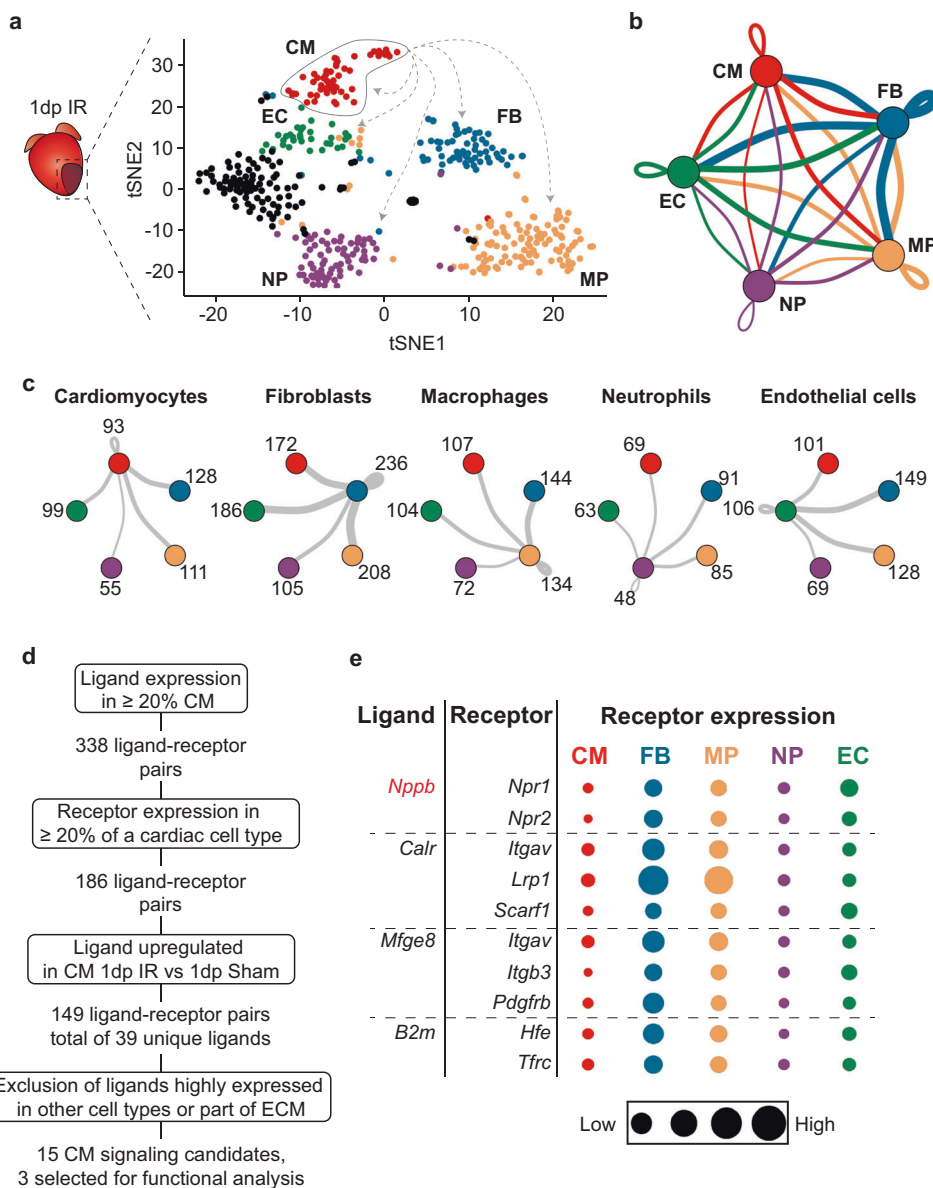 a
1dp IR
tSNE2
30
20
10
0
-10
-20
CM
EC
FB
NP
MP
-20
-10
0
10
20
tSNE1
b
CM
FB
EC
MP
NP
c
Cardiomyocytes
93
128
99
55
111
Fibroblasts
172
236
186
105
208
Macrophages
107
144
104
72
134
Neutrophils
69
91
63
48
85
Endothelial cells
101
149
106
69
128
d
Ligand expression
in ≥ 20% CM
338 ligand-receptor
pairs
Receptor expression in
≥ 20% of a cardiac cell type
186 ligand-receptor
pairs
Ligand upregulated
in CM 1dp IR vs 1dp Sham
149 ligand-receptor pairs
total of 39 unique ligands
Exclusion of ligands highly expressed
in other cell types or part of ECM
15 CM signaling candidates,
3 selected for functional analysis
e
Ligand Receptor Receptor expression
CM FB MP NP EC
Nppb Npr1
Npr2
Calr Itgav
Lrp1
Scarf1
Mfge8 Itgav
Itgb3
Pdgfrb
B2m Hfe
Tfrc
Low High